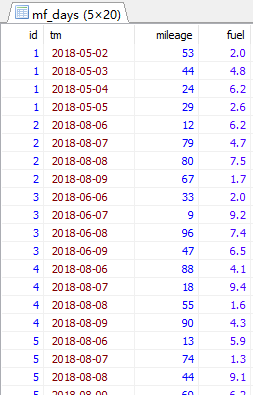 mf_days (5×20)
id tm mileage fuel
1 2018-05-02 53 2.0
1 2018-05-03 44 4.8
1 2018-05-04 24 6.2
1 2018-05-05 29 2.6
2 2018-08-06 12 6.2
2 2018-08-07 79 4.7
2 2018-08-08 80 7.5
2 2018-08-09 67 1.7
3 2018-08-06 33 2.0
3 2018-06-07 9 9.2
3 2018-06-08 96 7.4
3 2018-06-09 47 6.5
4 2018-08-06 88 4.1
4 2018-08-07 18 9.4
4 2018-08-08 55 1.6
4 2018-08-09 90 4.3
5 2018-08-06 13 5.9
5 2018-08-07 74 1.3
5 2018-08-08 44 9.1